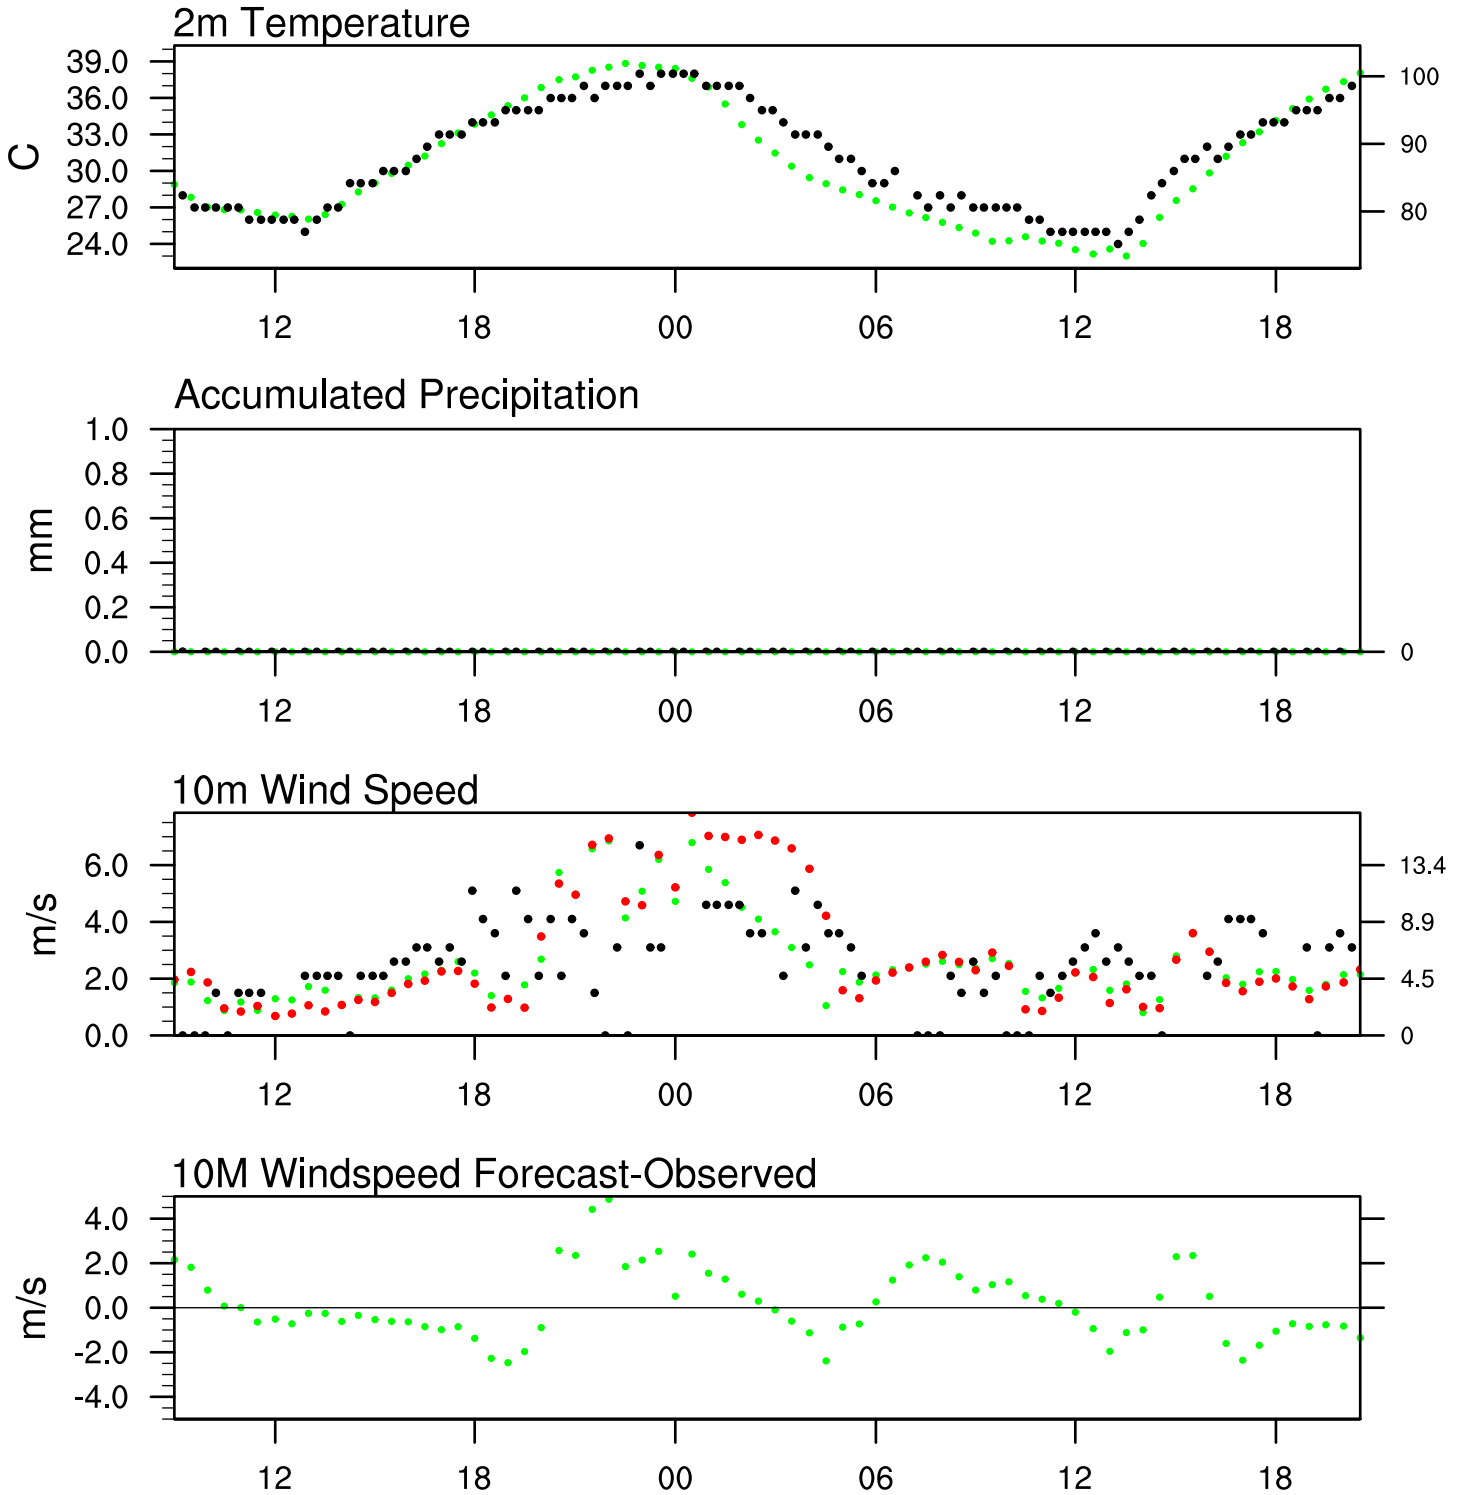 2m Temperature
39.0
36.0
33.0
30.0
27.0
24.0
C
100
90
80
12 18 00 06 12 18
Accumulated Precipitation
1.0
0.8
0.6
0.4
0.2
0.0
mm
0
12 18 00 06 12 18
10m Wind Speed
6.0
4.0
2.0
0.0
m/s
13.4
8.9
4.5
0
12 18 00 06 12 18
10M Windspeed Forecast-Observed
4.0
2.0
0.0
-2.0
-4.0
m/s
12 18 00 06 12 18